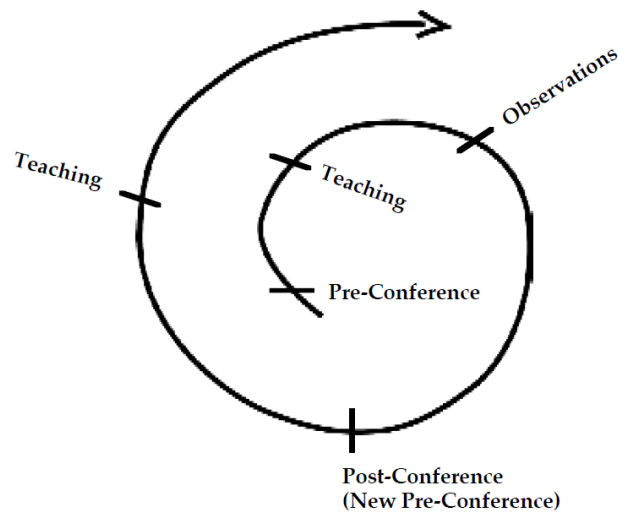 Observations
Teaching
Teaching
Pre-Conference
Post-Conference
(New Pre-Conference)